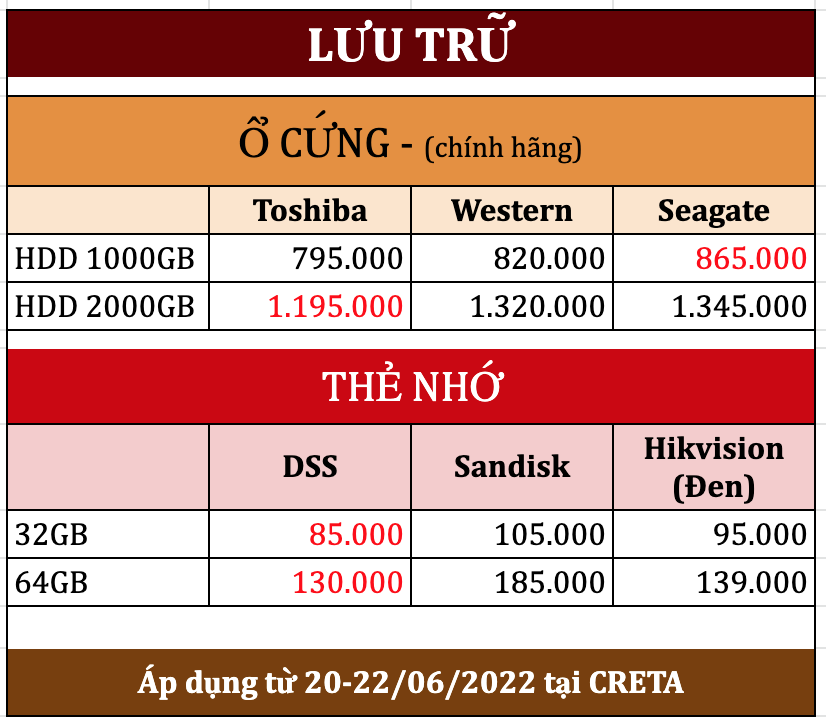 LƯU TRỮ
Ổ CỨNG - (chính hãng)
Toshiba Western Seagate
HDD 1000GB 795.000 820.000 865.000
HDD 2000GB 1.195.000 1.320.000 1.345.000
THẺ NHỚ
DSS Sandisk Hikvision
(Đen)
32GB 85.000 105.000 95.000
64GB 130.000 185.000 139.000
Áp dụng từ 20-22/06/2022 tại CRETA